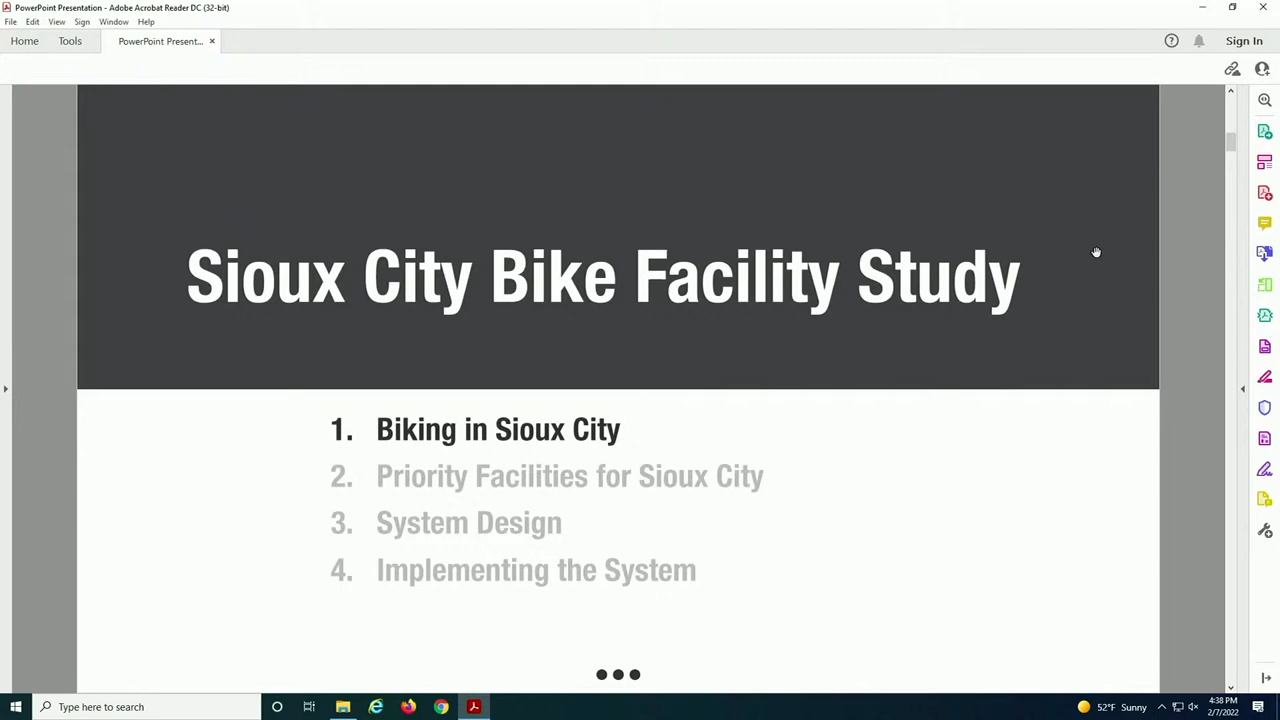 PowerPoint Presentation - Adobe Acrobat Reader DC (32-bit)
File Edit View Sign Window Help
Home Tools PowerPoint Present... × Sign In
Sioux City Bike Facility Study
1. Biking in Sioux City
2. Priority Facilities for Sioux City
3. System Design
4. Implementing the System
Type here to search
52°F Sunny
4:38 PM
2/7/2022